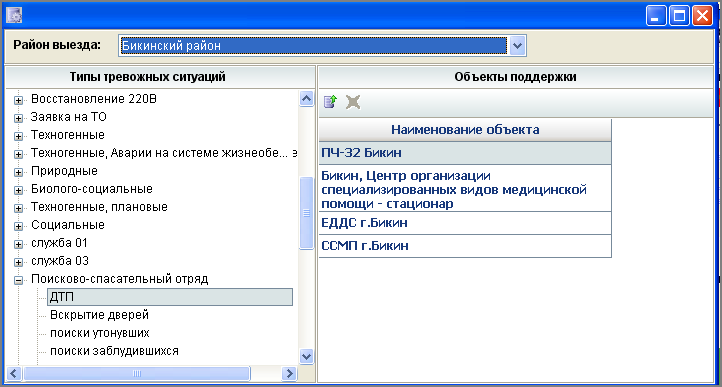 Район выезда:
Бикинский район
Типы тревожных ситуаций
Объекты поддержки
Восстановление 220В
Заявка на ТО
Техногенные
Техногенные, Аварии на системе жизнеобе... е
Природные
Биолого-социальные
Техногенные, плановые
Социальные
служба 01
служба 03
Поисково-спасательный отряд
ДТП
Вскрытие дверей
поиски утонувших
поиски заблудившихся
Наименование объекта
ПЧ-32 Бикин
Бикин, Центр организации
специализированных видов медицинской
помощи - стационар
ЕДДС г.Бикин
ССМП г.Бикин